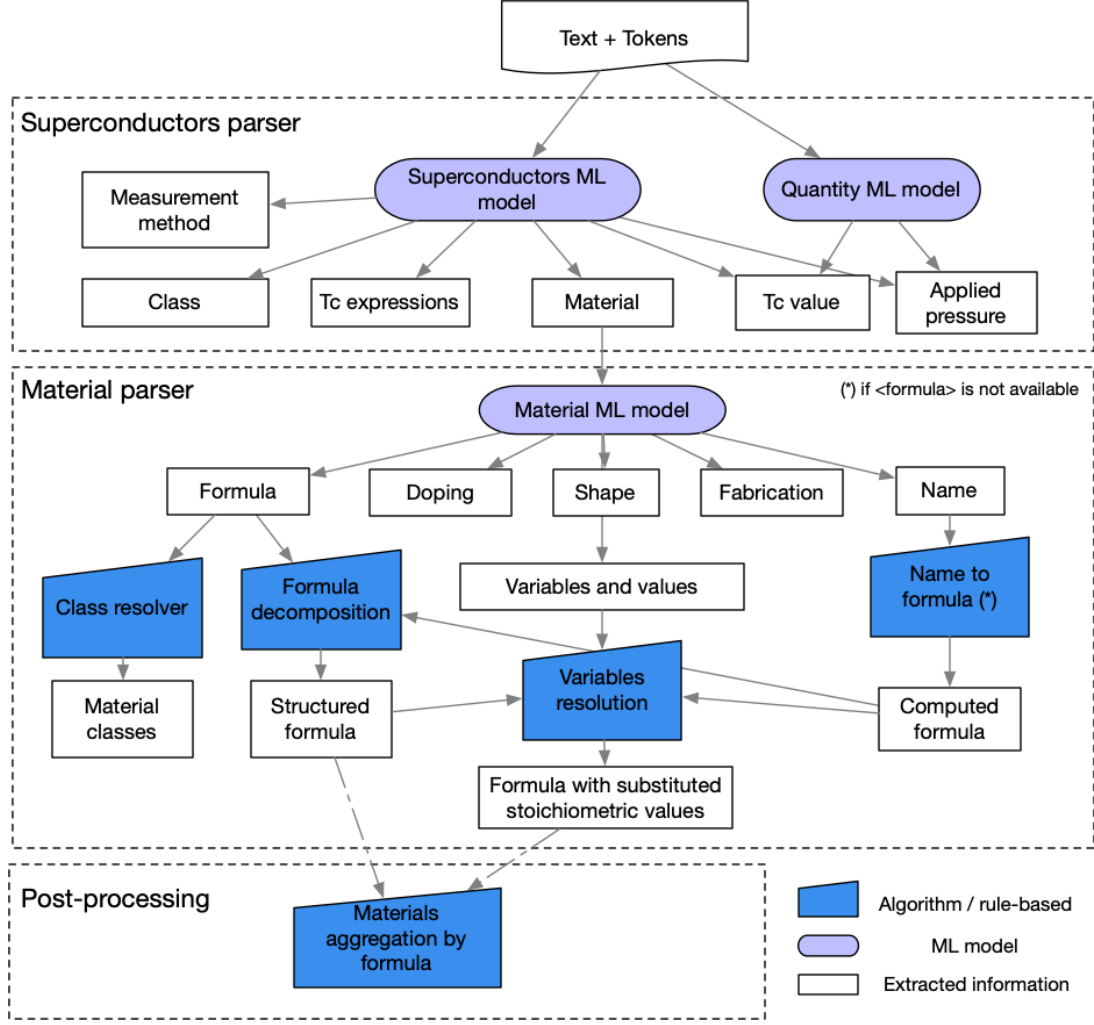 Text + Tokens
Superconductors parser
Superconductors ML
model
Quantity ML model
Measurement
method
Class
Tc expressions
Material
Tc value
Applied
pressure
Material parser
(*) if <formula> is not available
Material ML model
Formula
Doping
Shape
Fabrication
Name
Class resolver
Formula
decomposition
Variables and values
Name to
formula (*)
Material
classes
Structured
formula
Variables
resolution
Computed
formula
Formula with substituted
stoichiometric values
Post-processing
Materials
aggregation by
formula
Algorithm / rule-based
ML model
Extracted information